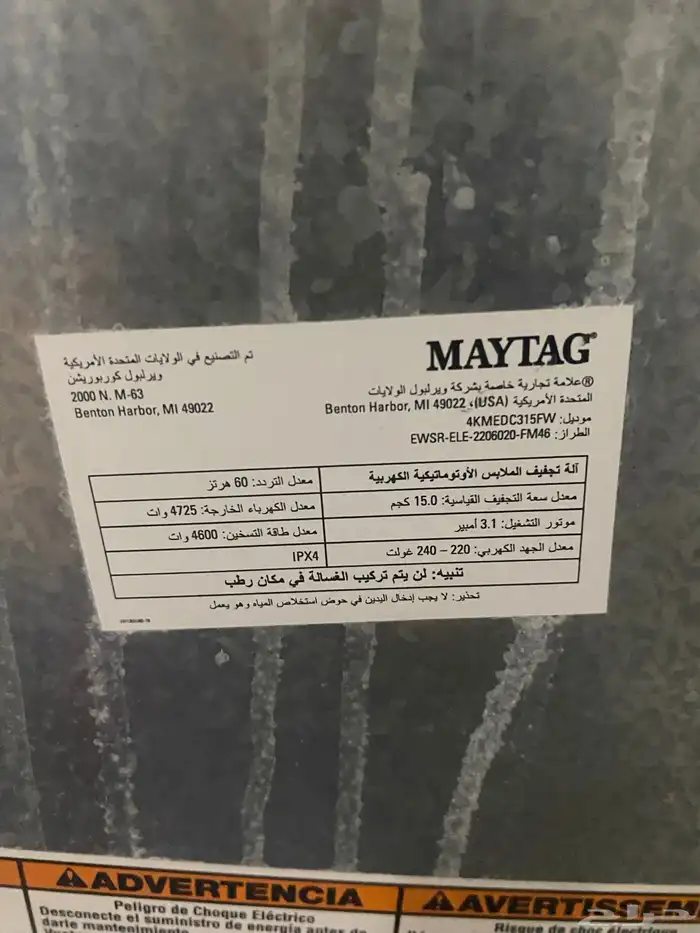 MAYTAG®
®علامة تجارية خاصة بشركة ويرلبول الولايات
المتحدة الأمريكية (USA)، Benton Harbor, MI 49022
موديل: 4KMEDC315FW
الطراز: EWSR-ELE-2206020-FM46
تم التصنيع في الولايات المتحدة الأمريكية
ويرلبول كوربوريشن
2000 N. M-63
Benton Harbor, MI 49022
آلة تجفيف الملابس الأوتوماتيكية الكهربية
معدل التردد: 60 هرتز
معدل سعة التجفيف القياسية: 15.0 كجم
معدل الكهرباء الخارجة: 4725 وات
موتور التشغيل: 3.1 أمبير
معدل طاقة التسخين: 4600 وات
معدل الجهد الكهربي: 220 – 240 ڤولت
IPX4
تنبيه: لن يتم تركيب الغسالة في مكان رطب
تحذير: لا يجب إدخال اليدين في حوض استخلاص المياه وهو يعمل
ADVERTENCIA
Peligro de Choque Eléctrico
Desconecte el suministro de energía antes de
darle mantenimiento.
AVERTISSEM
Risque de choc électrique
حراج